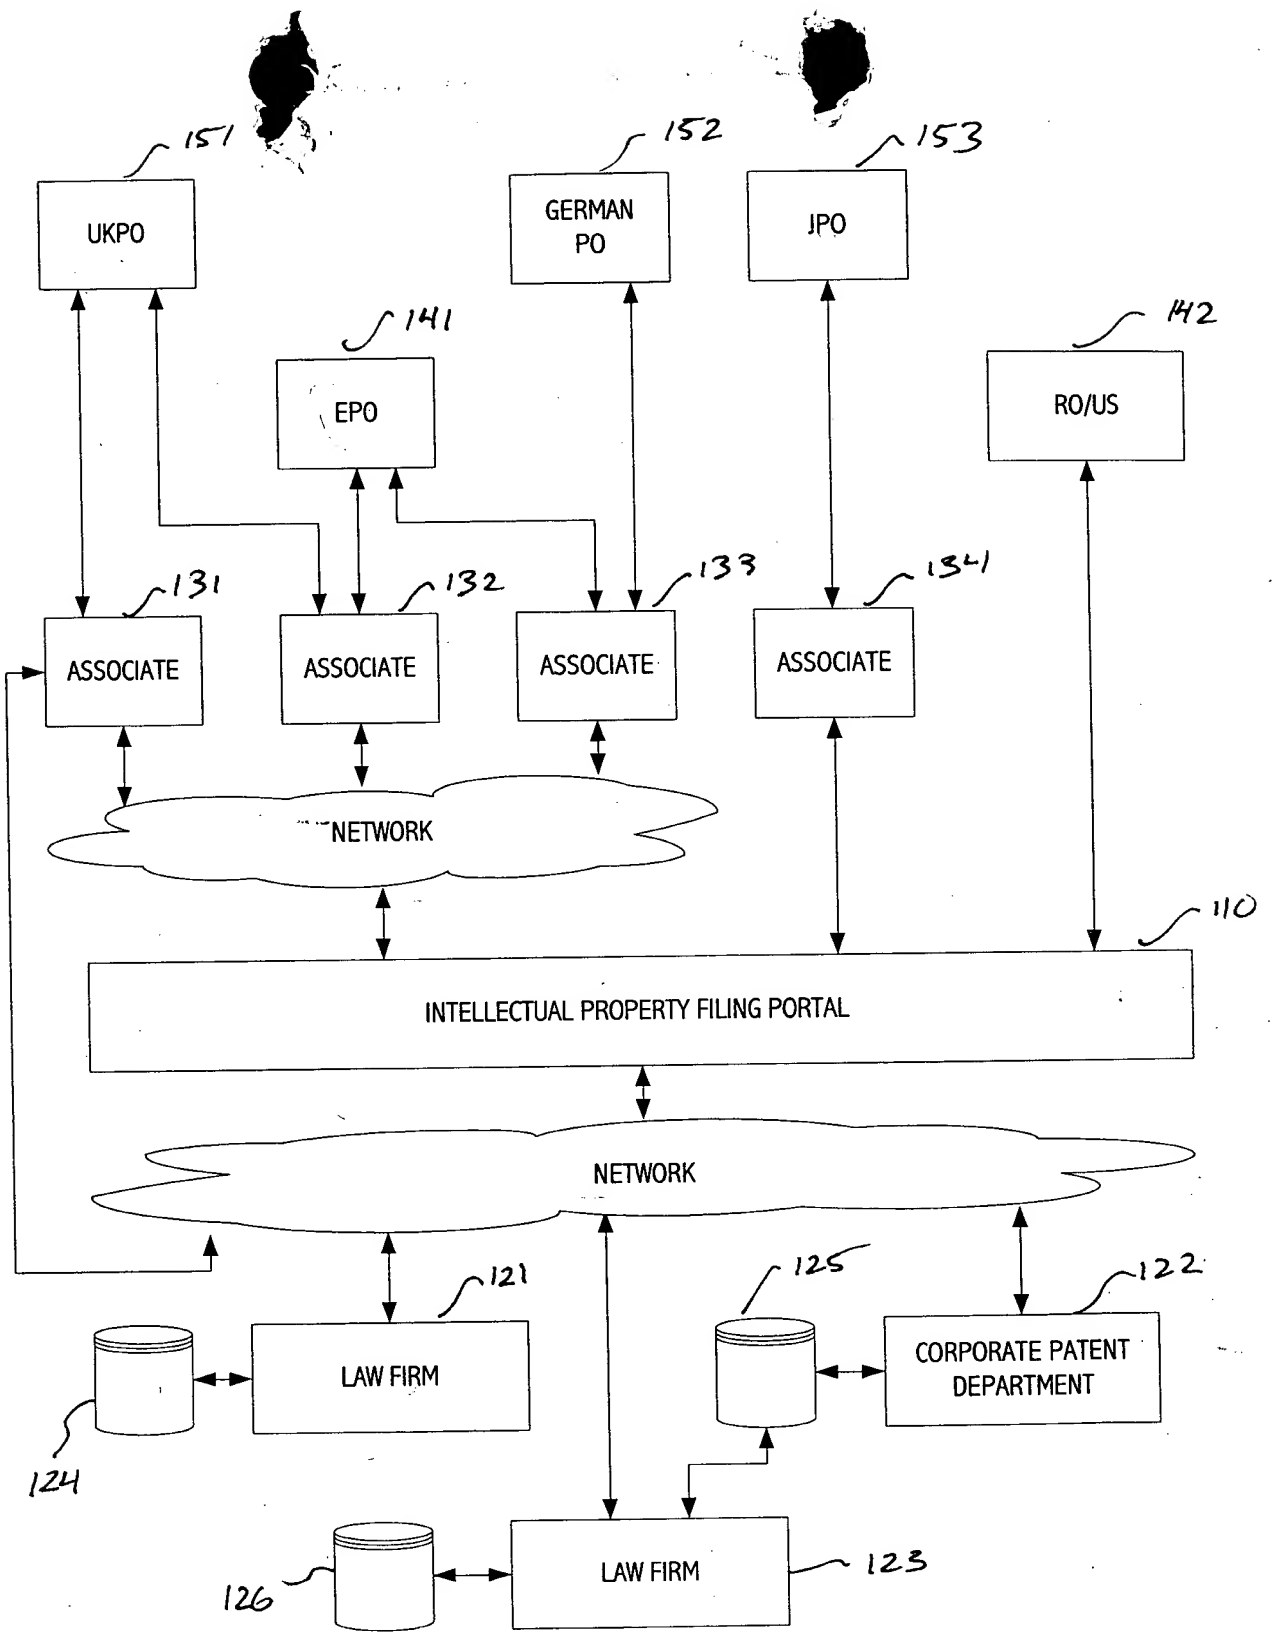 151
152
153
UKPO
GERMAN
PO
JPO
141
142
EPO
RO/US
131
132
133
134
ASSOCIATE
ASSOCIATE
ASSOCIATE
ASSOCIATE
NETWORK
110
INTELLECTUAL PROPERTY FILING PORTAL
NETWORK
121
125
122
LAW FIRM
CORPORATE PATENT
DEPARTMENT
124
126
LAW FIRM
123